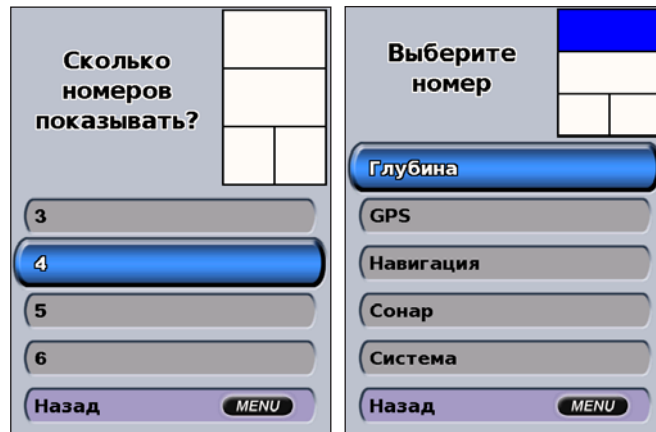 Сколько
номеров
показывать?
3
4
5
6
Назад MENU
Выберите
номер
Глубина
GPS
Навигация
Сонар
Система
Назад MENU